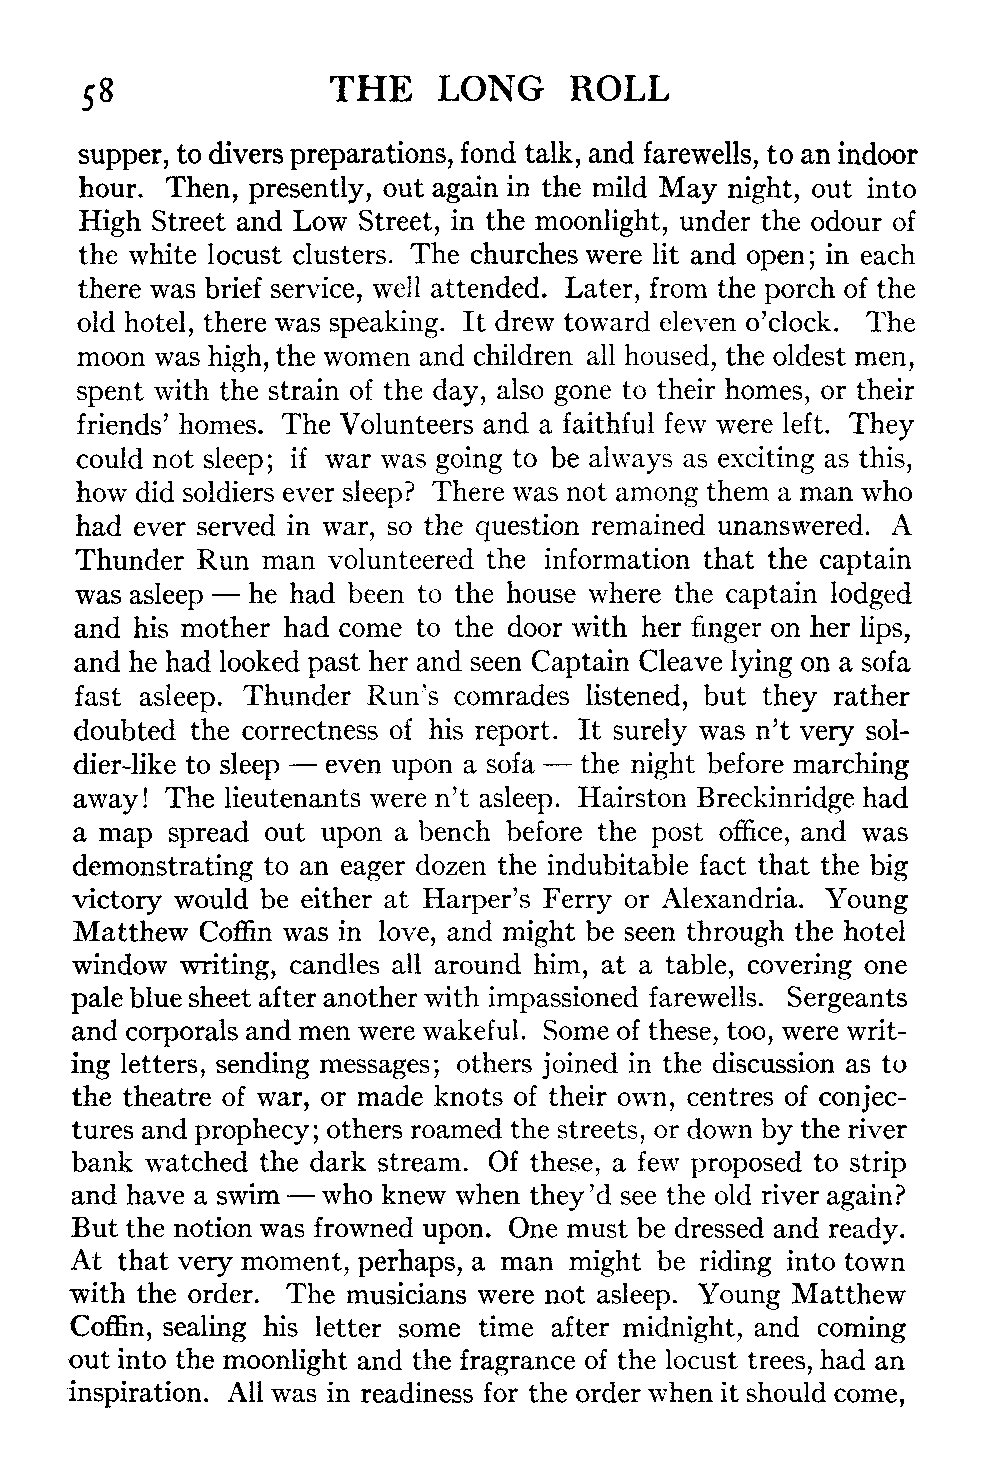 58 THE LONG ROLL
supper, to divers preparations, fond talk, and farewells, to an indoor
hour. Then, presently, out again in the mild May night, out into
High Street and Low Street, in the moonlight, under the odour of
the white locust clusters. The churches were lit and open; in each
there was brief service, well attended. Later, from the porch of the
old hotel, there was speaking. It drew toward eleven o'clock. The
moon was high, the women and children all housed, the oldest men,
spent with the strain of the day, also gone to their homes, or their
friends' homes. The Volunteers and a faithful few were left. They
could not sleep; if war was going to be always as exciting as this,
how did soldiers ever sleep? There was not among them a man who
had ever served in war, so the question remained unanswered. A
Thunder Run man volunteered the information that the captain
was asleep — he had been to the house where the captain lodged
and his mother had come to the door with her finger on her lips,
and he had looked past her and seen Captain Cleave lying on a sofa
fast asleep. Thunder Run's comrades listened, but they rather
doubted the correctness of his report. It surely was n't very sol-
dier-like to sleep — even upon a sofa — the night before marching
away! The lieutenants were n't asleep. Hairston Breckinridge had
a map spread out upon a bench before the post office, and was
demonstrating to an eager dozen the indubitable fact that the big
victory would be either at Harper's Ferry or Alexandria. Young
Matthew Coffin was in love, and might be seen through the hotel
window writing, candles all around him, at a table, covering one
pale blue sheet after another with impassioned farewells. Sergeants
and corporals and men were wakeful. Some of these, too, were writ-
ing letters, sending messages; others joined in the discussion as to
the theatre of war, or made knots of their own, centres of conjec-
tures and prophecy; others roamed the streets, or down by the river
bank watched the dark stream. Of these, a few proposed to strip
and have a swim — who knew when they 'd see the old river again?
But the notion was frowned upon. One must be dressed and ready.
At that very moment, perhaps, a man might be riding into town
with the order. The musicians were not asleep. Young Matthew
Coffin, sealing his letter some time after midnight, and coming
out into the moonlight and the fragrance of the locust trees, had an
inspiration. All was in readiness for the order when it should come,